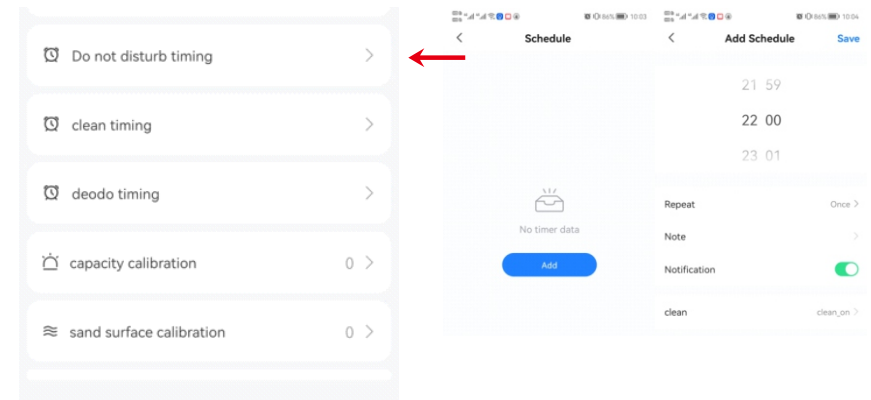 Do not disturb timing
clean timing
deodo timing
capacity calibration 0
sand surface calibration 0
86% 10:03
Schedule
No timer data
Add
86% 10:04
Add Schedule Save
21 59
22 00
23 01
Repeat Once
Note
Notification
clean clean_on